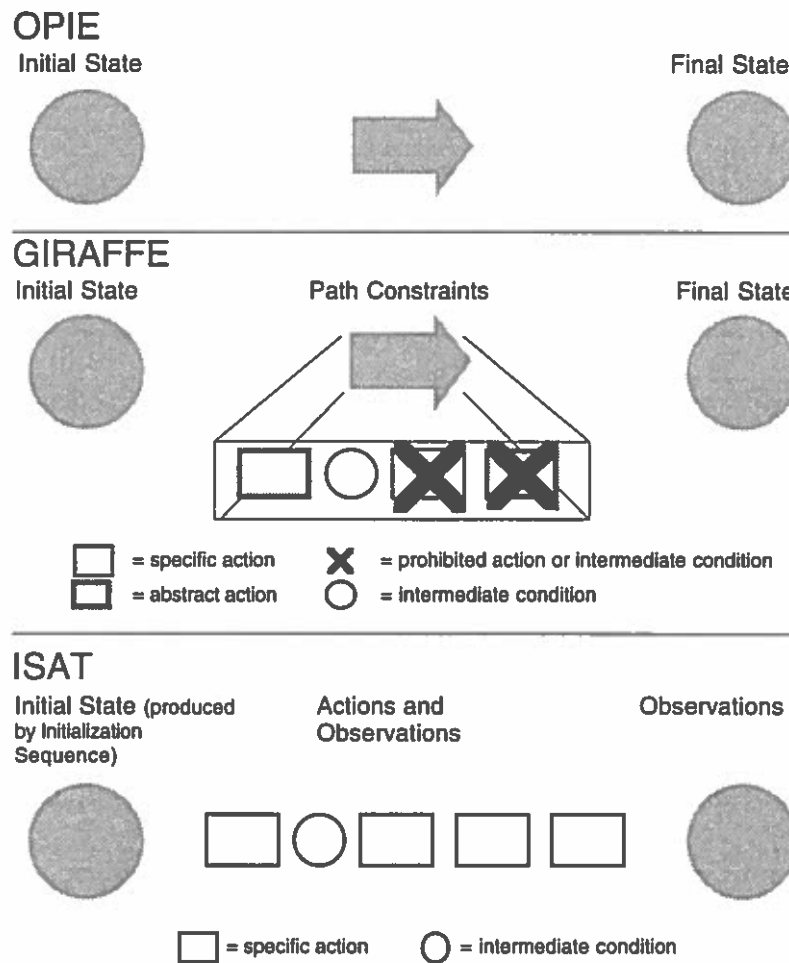 OPIE
Initial State
Final State
GIRAFFE
Initial State
Path Constraints
Final State
= specific action
= prohibited action or intermediate condition
= abstract action
= intermediate condition
ISAT
Initial State (produced
by Initialization
Sequence)
Actions and
Observations
Observations
= specific action
= intermediate condition